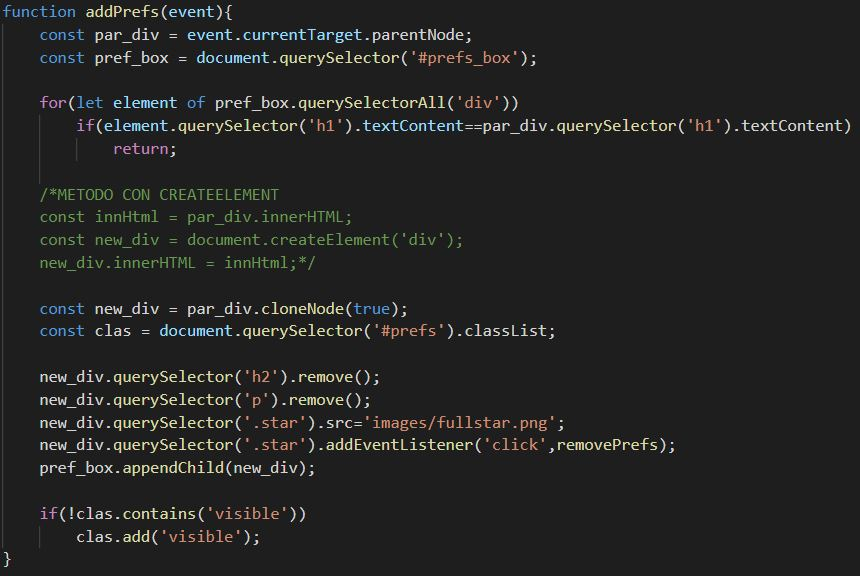 function addPrefs(event){
    const par_div = event.currentTarget.parentNode;
    const pref_box = document.querySelector('#prefs_box');

    for(let element of pref_box.querySelectorAll('div'))
        if(element.querySelector('h1').textContent==par_div.querySelector('h1').textContent)
            return;

    /*METODO CON CREATEELEMENT
    const innHtml = par_div.innerHTML;
    const new_div = document.createElement('div');
    new_div.innerHTML = innHtml;*/

    const new_div = par_div.cloneNode(true);
    const clas = document.querySelector('#prefs').classList;

    new_div.querySelector('h2').remove();
    new_div.querySelector('p').remove();
    new_div.querySelector('.star').src='images/fullstar.png';
    new_div.querySelector('.star').addEventListener('click',removePrefs);
    pref_box.appendChild(new_div);

    if(!clas.contains('visible'))
        clas.add('visible');
}